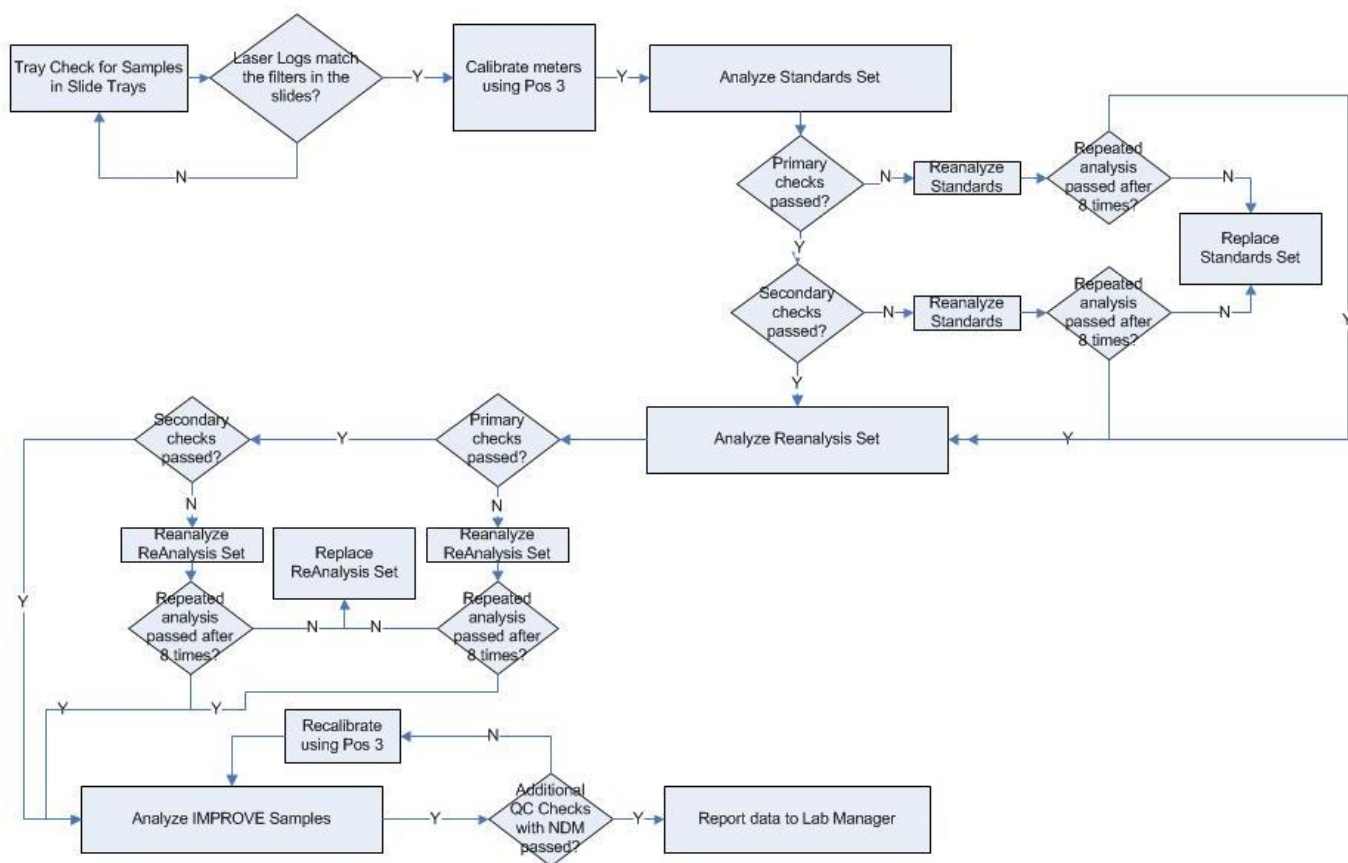 Tray Check for Samples
in Slide Trays
Laser Logs match
the filters in the
slides?
Y
Calibrate meters
using Pos 3
Y
Analyze Standards Set
N
Primary
checks
passed?
N
Reanalyze
Standards
Repeated
analysis
passed after
8 times?
N
Replace
Standards Set
Y
Y
Secondary
checks
passed?
N
Reanalyze
Standards
Repeated
analysis
passed after
8 times?
N
Y
Y
Analyze Reanalysis Set
Primary
checks
passed?
Y
Secondary
checks
passed?
N
Reanalyze
ReAnalysis Set
N
Reanalyze
ReAnalysis Set
Replace
ReAnalysis Set
Y
Repeated
analysis
passed after
8 times?
N
N
Repeated
analysis
passed after
8 times?
Y
Y
Recalibrate
using Pos 3
N
Analyze IMPROVE Samples
Y
Additional
QC Checks
with NDM
passed?
Y
Report data to Lab Manager